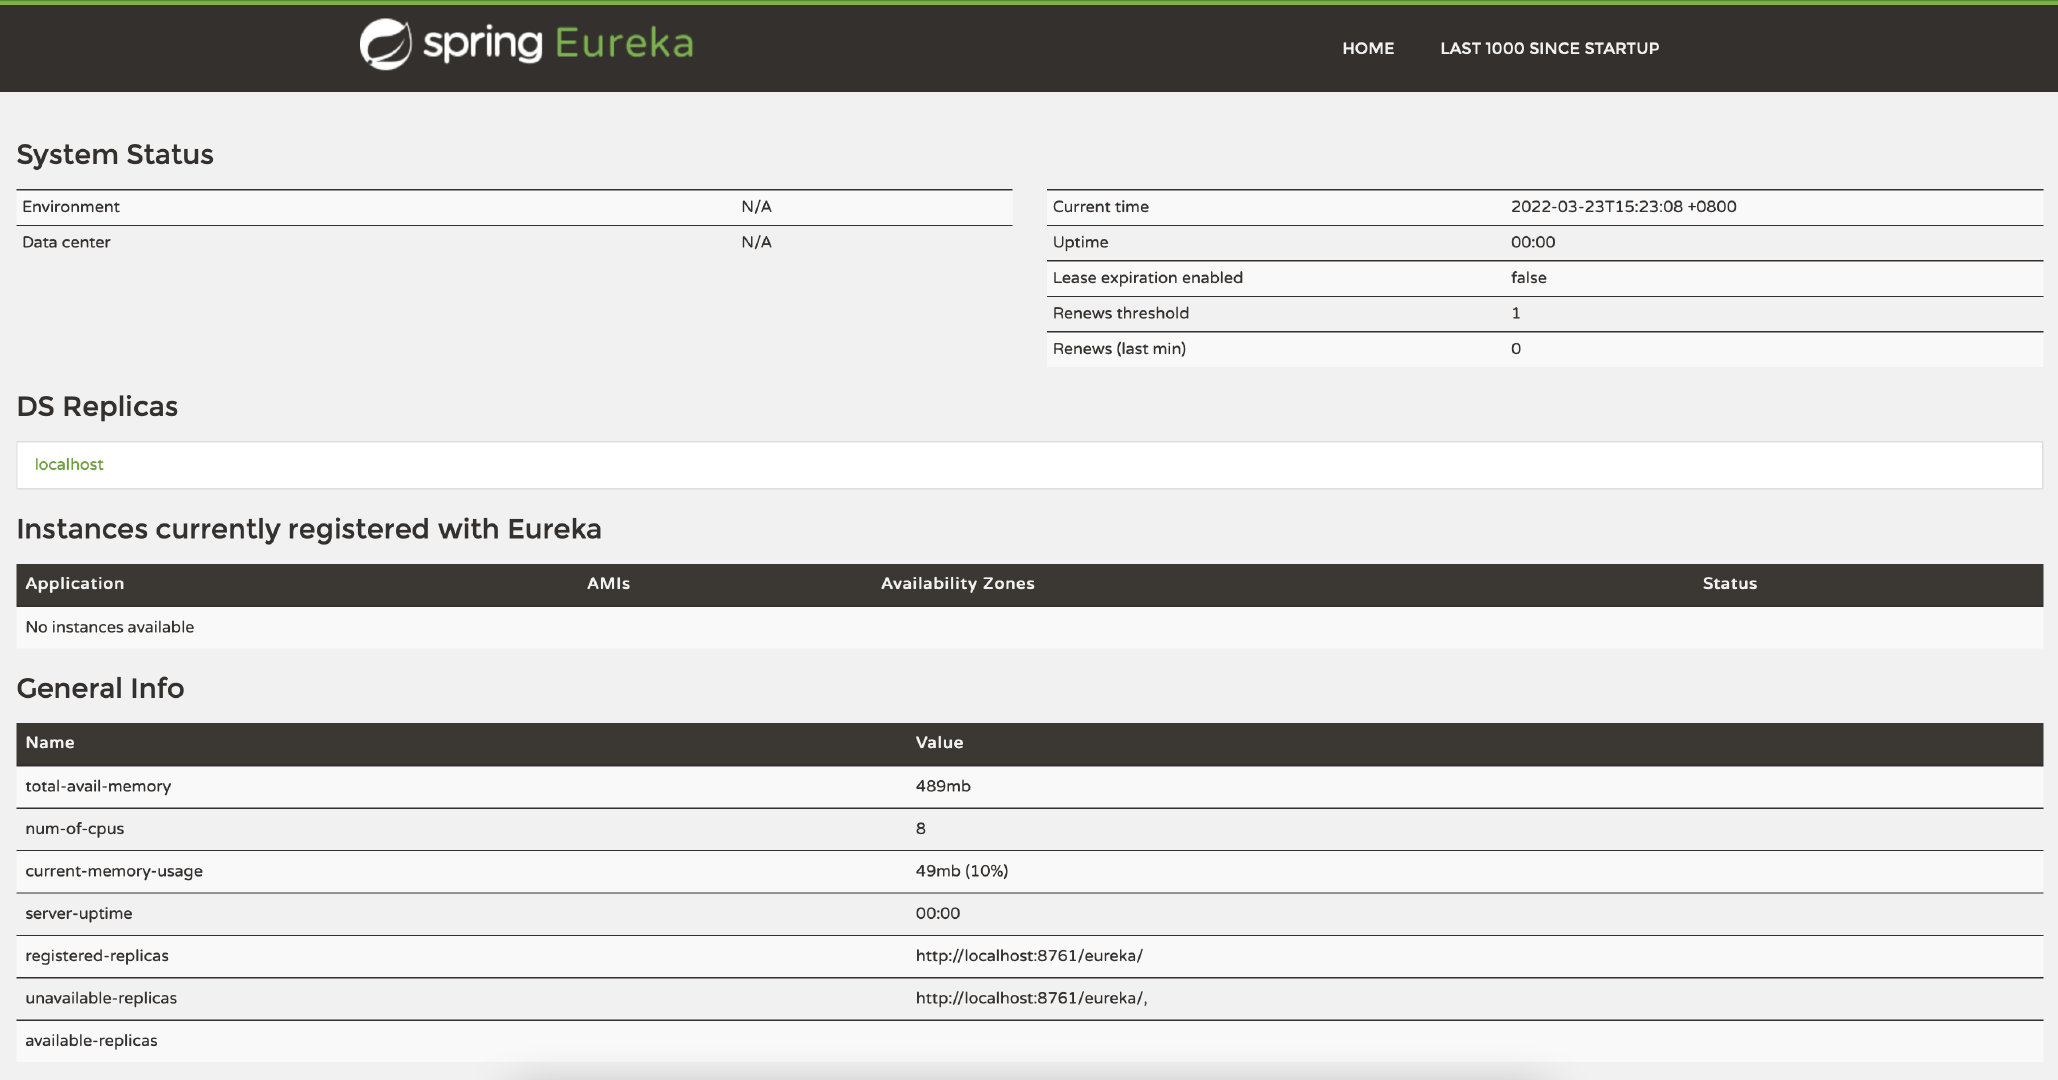 spring Eureka
HOME LAST 1000 SINCE STARTUP
System Status
Environment N/A
Data center N/A
Current time 2022-03-23T15:23:08 +0800
Uptime 00:00
Lease expiration enabled false
Renews threshold 1
Renews (last min) 0
DS Replicas
localhost
Instances currently registered with Eureka
Application AMIs Availability Zones Status
No instances available
General Info
Name Value
total-avail-memory 489mb
num-of-cpus 8
current-memory-usage 49mb (10%)
server-uptime 00:00
registered-replicas http://localhost:8761/eureka/
unavailable-replicas http://localhost:8761/eureka/,
available-replicas